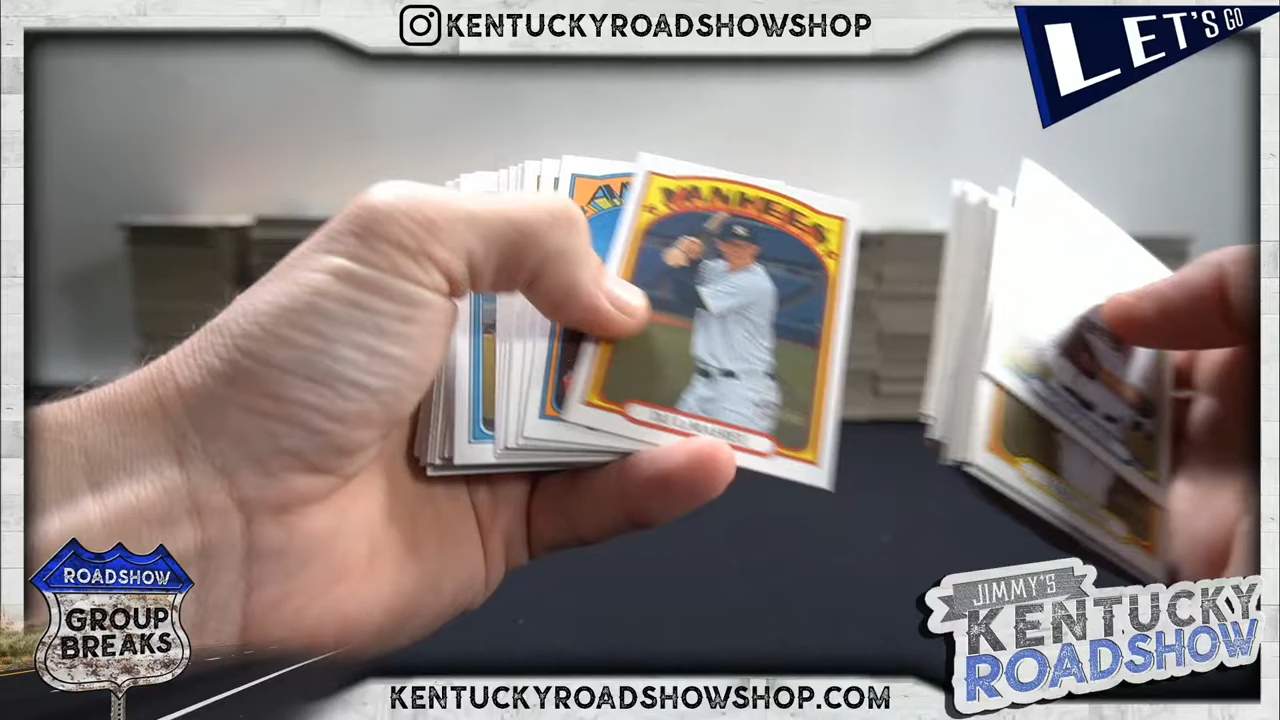 KENTUCKYROADSHOWSHOP
LET'S GO
YANKEES
ROADSHOW
GROUP
BREAKS
JIMMY'S
KENTUCKY
ROADSHOW
KENTUCKYROADSHOWSHOP.COM